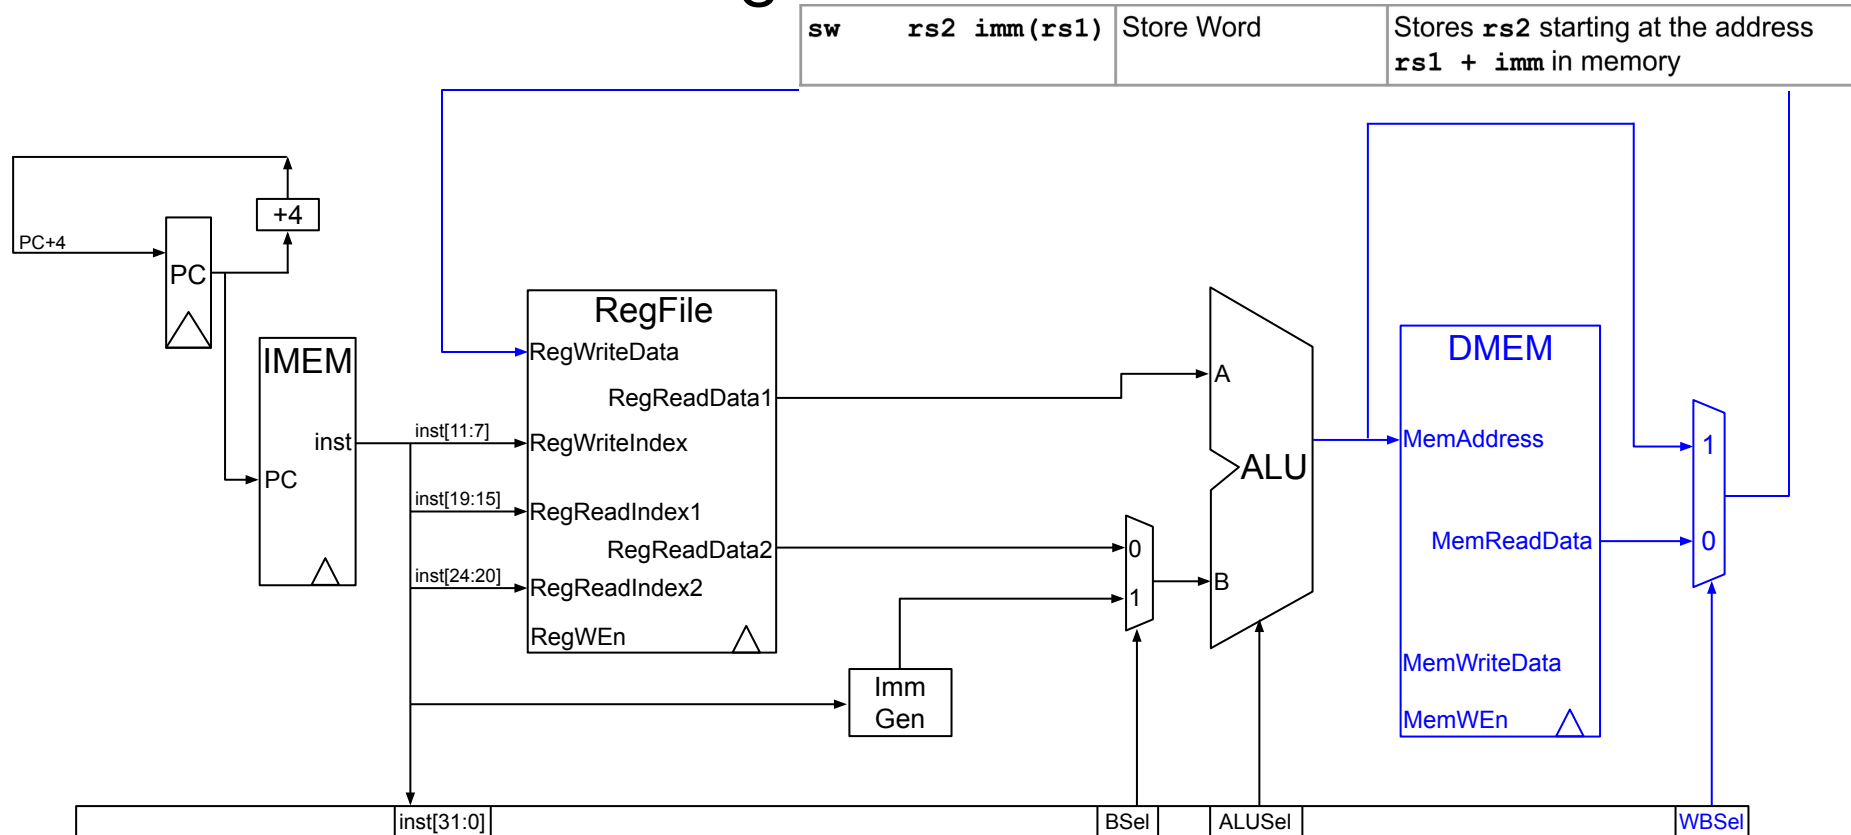 g
sw rs2 imm(rs1) Store Word Stores rs2 starting at the address
rs1 + imm in memory
+4
PC+4
PC
RegFile
IMEM
DMEM
RegWriteData
A
RegReadData1
inst[11:7]
inst
RegWriteIndex
MemAddress
1
PC
ALU
inst[19:15]
RegReadIndex1
RegReadData2
0
MemReadData
0
inst[24:20]
RegReadIndex2
1
B
RegWEn
MemWriteData
Imm
Gen
MemWEn
inst[31:0]
BSel
ALUSel
WBSel